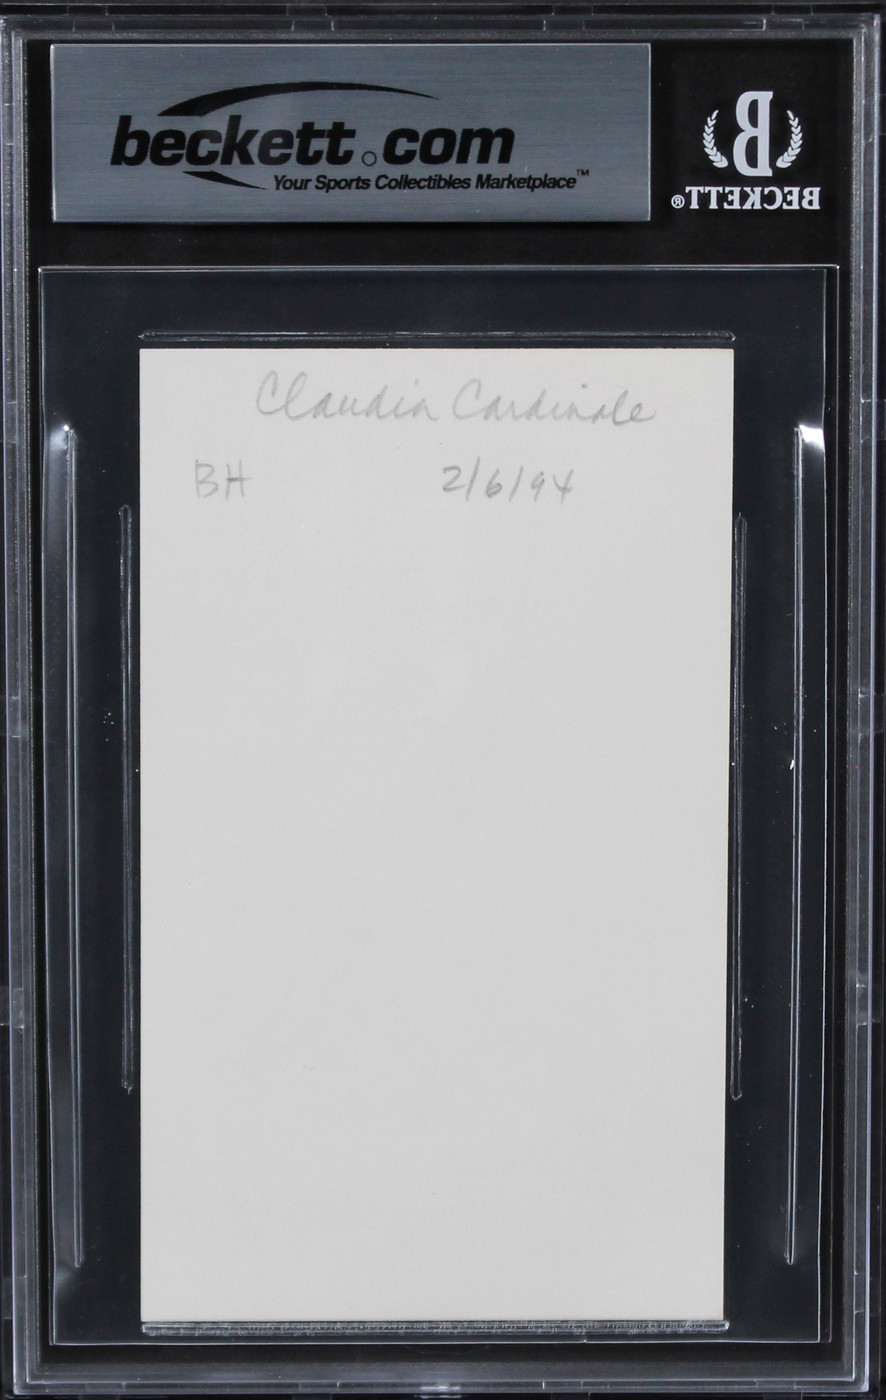 beckett.com
Your Sports Collectibles Marketplace™
B
BECKETT®
Claudia Cardinale
BH 2/6/94